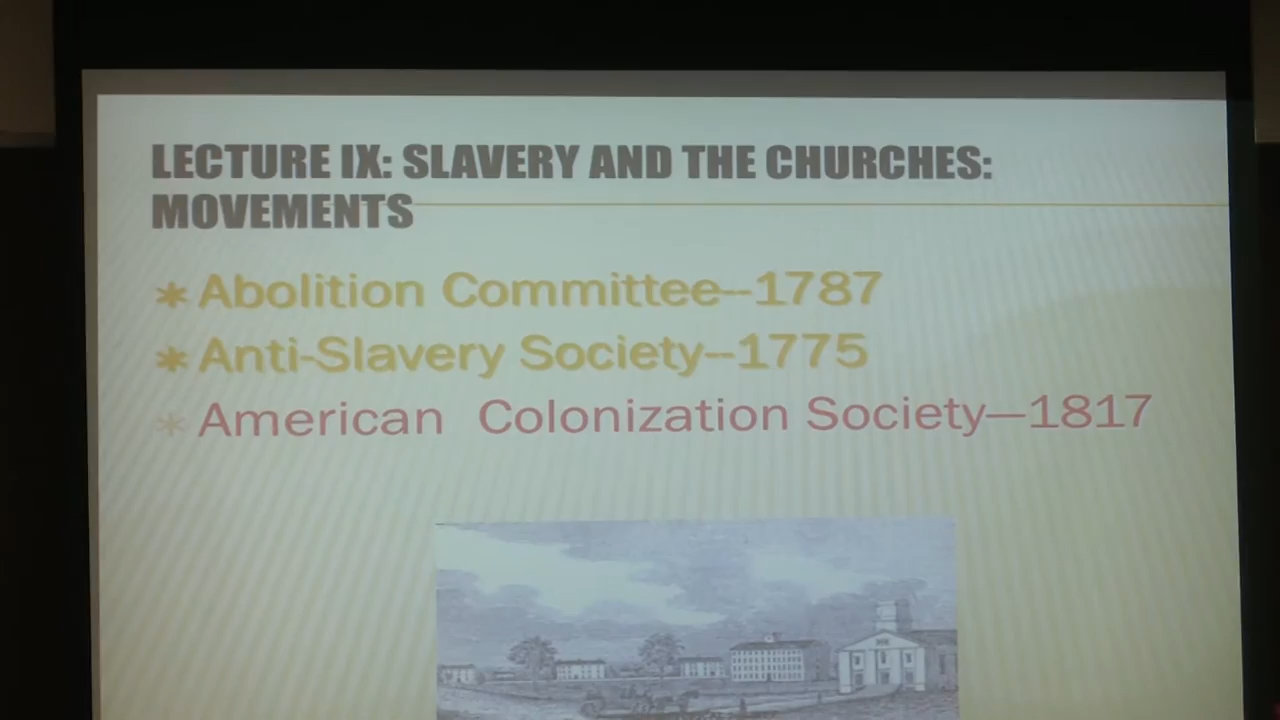 LECTURE IX: SLAVERY AND THE CHURCHES:
MOVEMENTS
* Abolition Committee--1787
* Anti-Slavery Society--1775
* American Colonization Society—1817